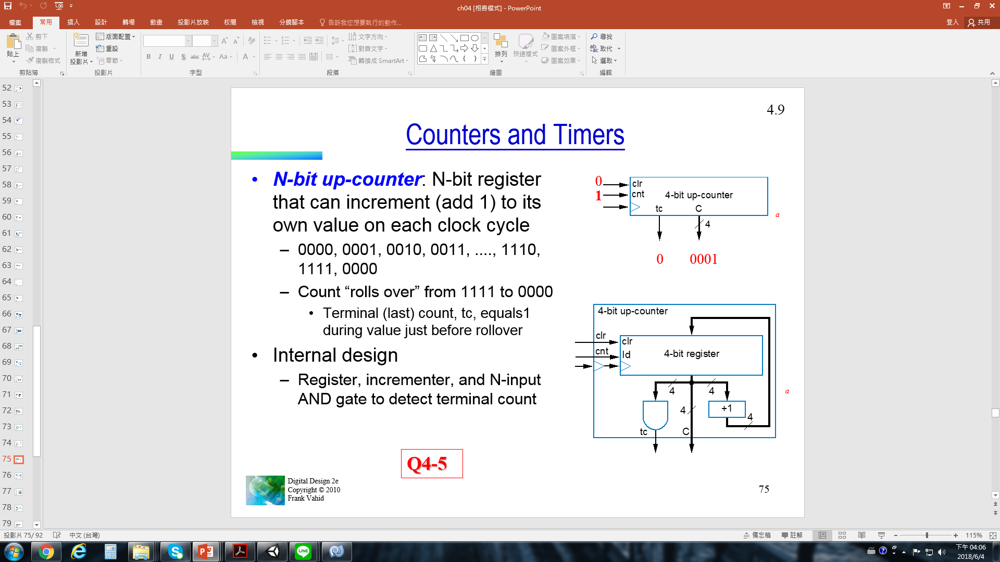 ch04 [相容模式] - PowerPoint
檔案 常用 插入 設計 轉場 動畫 投影片放映 校閱 檢視 分鏡腳本 告訴我您想要執行的動作... 登入 共用
貼上 剪下 複製 複製格式 剪貼簿
新增 投影片 版面配置 重設 章節 投影片
B I U S abc AV Aa A 字型
文字方向 對齊文字 轉換成 SmartArt 段落
排列 快速樣式 圖案填滿 圖案外框 圖案效果 繪圖
尋找 取代 選取 編輯
52
53
54
55
56
57
58
59
60
61
62
63
64
65
66
67
68
69
70
71
72
73
74
75
76
77
78
79
4.9
Counters and Timers
• N-bit up-counter: N-bit register
that can increment (add 1) to its
own value on each clock cycle
– 0000, 0001, 0010, 0011, ...., 1110,
1111, 0000
– Count “rolls over” from 1111 to 0000
• Terminal (last) count, tc, equals1
during value just before rollover
• Internal design
– Register, incrementer, and N-input
AND gate to detect terminal count
0 clr
1 cnt 4-bit up-counter
tc C
a
4
0 0001
4-bit up-counter
clr clr
cnt ld 4-bit register
4 4
a
4 +1 4
tc C
Q4-5
Digital Design 2e
Copyright © 2010
Frank Vahid
75
投影片 75/ 92 中文 (台灣) 備忘稿 註解 115%
LINE
下午 04:06
2018/6/4